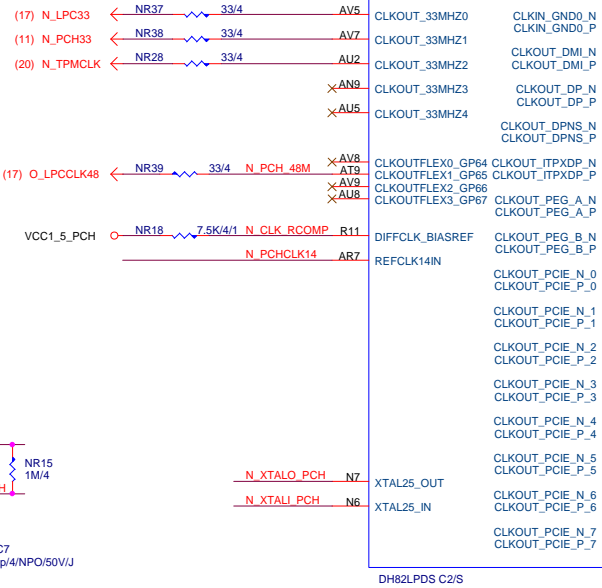 (17) N_LPC33 NR37 33/4 AV5 CLKOUT_33MHZ0 CLKIN_GND0_N
CLKIN_GND0_P
(11) N_PCH33 NR38 33/4 AV7 CLKOUT_33MHZ1
CLKOUT_DMI_N
(20) N_TPMCLK NR28 33/4 AU2 CLKOUT_33MHZ2 CLKOUT_DMI_P
AN9 CLKOUT_33MHZ3 CLKOUT_DP_N
CLKOUT_DP_P
AU5 CLKOUT_33MHZ4
CLKOUT_DPNS_N
CLKOUT_DPNS_P
AV8 CLKOUTFLEX0_GP64 CLKOUT_ITPXDP_N
(17) O_LPCCLK48 NR39 33/4 N_PCH_48M AT9 CLKOUTFLEX1_GP65 CLKOUT_ITPXDP_P
AV9 CLKOUTFLEX2_GP66
AU8 CLKOUTFLEX3_GP67 CLKOUT_PEG_A_N
CLKOUT_PEG_A_P
VCC1_5_PCH NR18 7.5K/4/1 N_CLK_RCOMP R11 DIFFCLK_BIASREF CLKOUT_PEG_B_N
CLKOUT_PEG_B_P
N_PCHCLK14 AR7 REFCLK14IN
CLKOUT_PCIE_N_0
CLKOUT_PCIE_P_0
CLKOUT_PCIE_N_1
CLKOUT_PCIE_P_1
CLKOUT_PCIE_N_2
CLKOUT_PCIE_P_2
CLKOUT_PCIE_N_3
CLKOUT_PCIE_P_3
CLKOUT_PCIE_N_4
CLKOUT_PCIE_P_4
NR15
CLKOUT_PCIE_N_5
1M/4
CLKOUT_PCIE_P_5
N_XTALO_PCH N7 XTAL25_OUT
H
CLKOUT_PCIE_N_6
N_XTALI_PCH N6 XTAL25_IN CLKOUT_PCIE_P_6
CLKOUT_PCIE_N_7
CLKOUT_PCIE_P_7
C7
p/4/NPO/50V/J
DH82LPDS C2/S